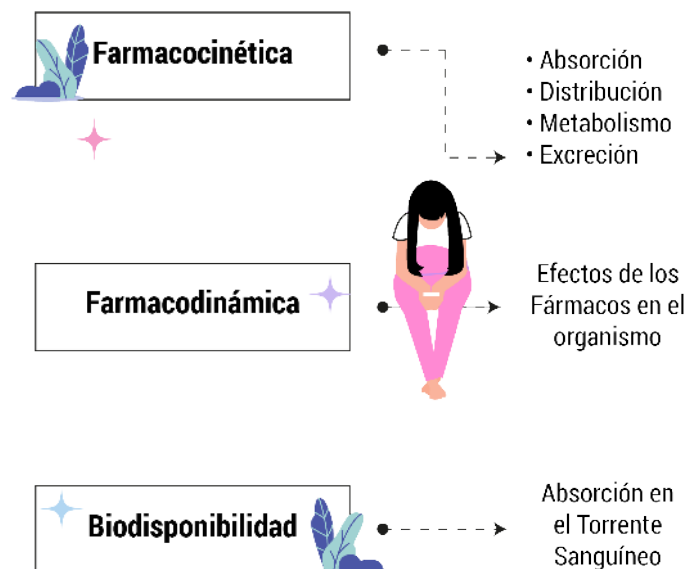 Farmacocinética
• Absorción
• Distribución
• Metabolismo
• Excreción
Farmacodinámica
Efectos de los
Fármacos en el
organismo
Biodisponibilidad
Absorción en
el Torrente
Sanguíneo